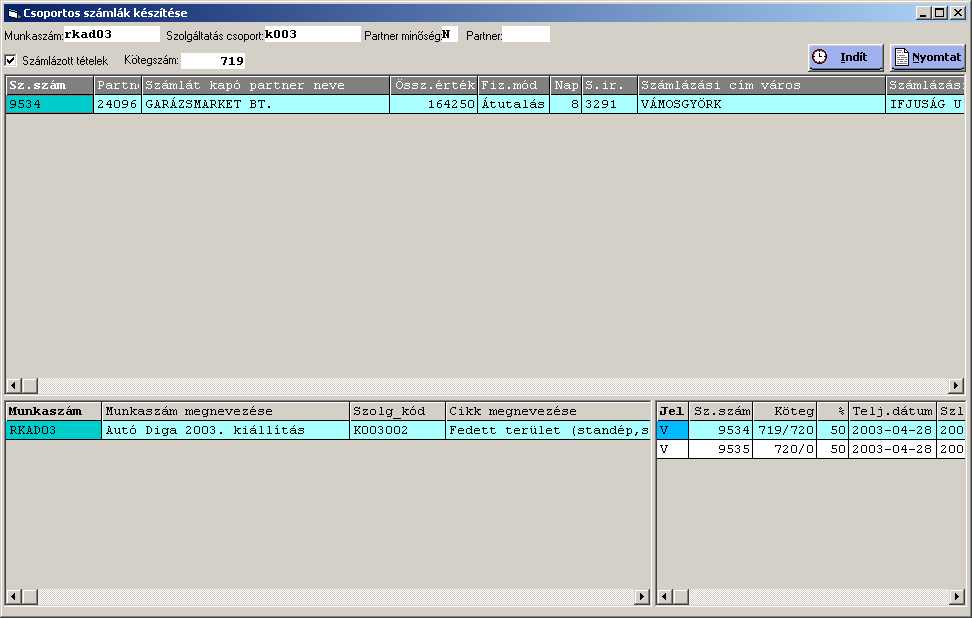 Csoportos számlák készítése
Munkaszám: rkad03 Szolgáltatás csoport: k003 Partner minőség: N Partner:
Számlázott tételek Kötegszám: 719 Indít Nyomtat
Sz.szám Partn Számlát kapó partner neve Össz.érték Fiz.mód Nap S.ir. Számlázási cím város Számlázási
9534 24096 GARÁZSMARKET BT. 164250 Átutalás 8 3291 VÁMOSGYÖRK IFJUSÁG U
Munkaszám Munkaszám megnevezése Szolg_kód Cikk megnevezése Jel Sz.szám Köteg % Telj.dátum Szl
RKAD03 Autó Diga 2003. kiállítás K003002 Fedett terület (standép,s V 9534 719/720 50 2003-04-28 200
V 9535 720/0 50 2003-04-28 200